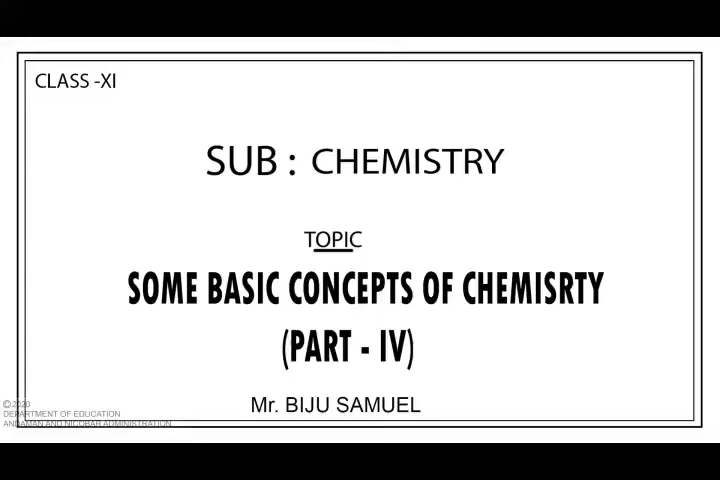 CLASS -XI
SUB : CHEMISTRY
TOPIC
SOME BASIC CONCEPTS OF CHEMISRTY
(PART - IV)
Mr. BIJU SAMUEL
©2020
DEPARTMENT OF EDUCATION
ANDAMAN AND NICOBAR ADMINISTRATION